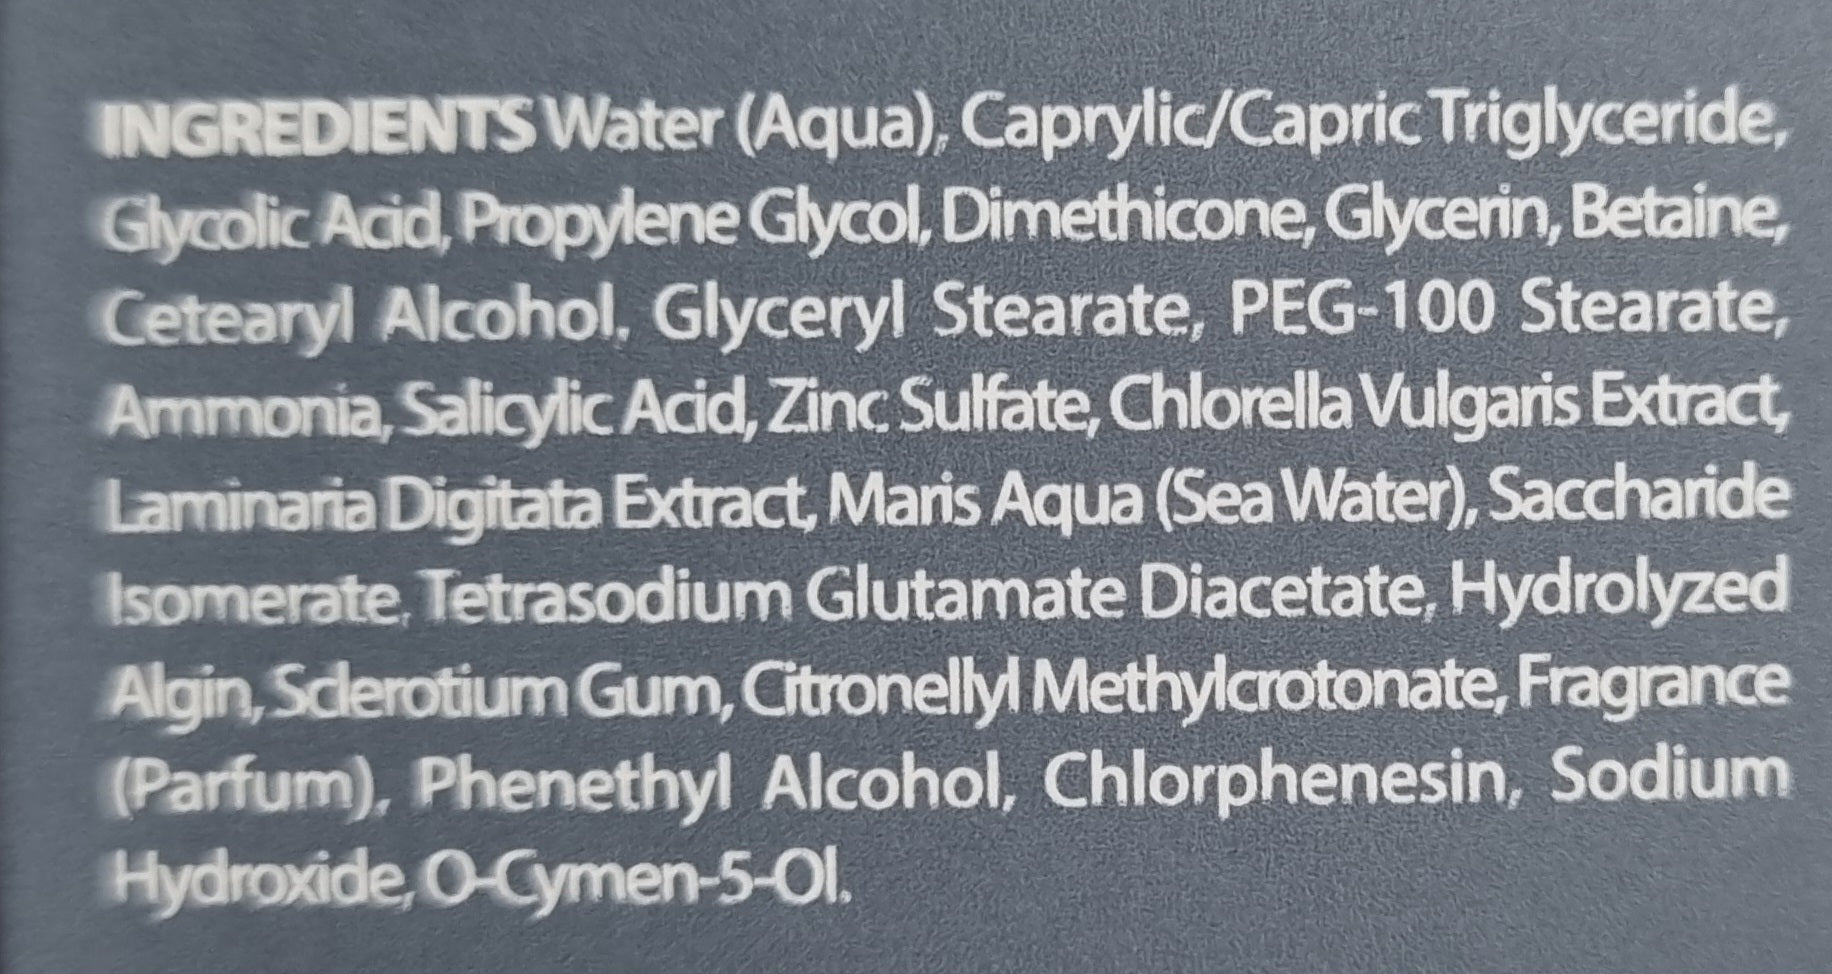 INGREDIENTS Water (Aqua), Caprylic/Capric Triglyceride,
Glycolic Acid, Propylene Glycol, Dimethicone, Glycerin, Betaine,
Cetearyl Alcohol, Glyceryl Stearate, PEG-100 Stearate,
Ammonia, Salicylic Acid, Zinc Sulfate, Chlorella Vulgaris Extract,
Laminaria Digitata Extract, Maris Aqua (Sea Water), Saccharide
Isomerate, Tetrasodium Glutamate Diacetate, Hydrolyzed
Algin, Sclerotium Gum, Citronellyl Methylcrotonate, Fragrance
(Parfum), Phenethyl Alcohol, Chlorphenesin, Sodium
Hydroxide, O-Cymen-5-Ol.